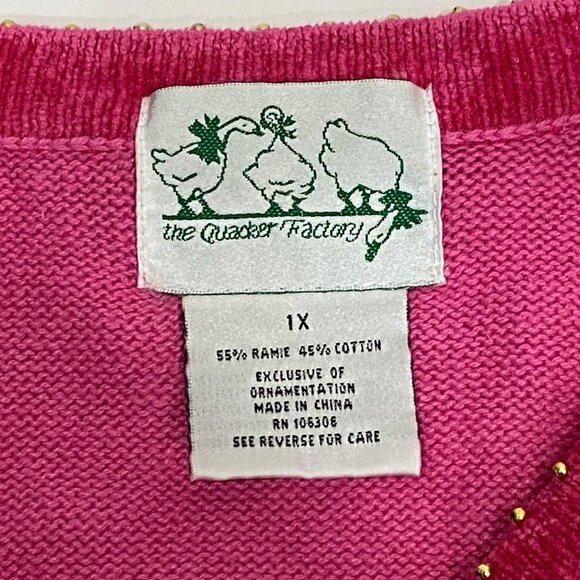 the Quacker Factory
1X
55% RAMIE 45% COTTON
EXCLUSIVE OF
ORNAMENTATION
MADE IN CHINA
RN 106306
SEE REVERSE FOR CARE